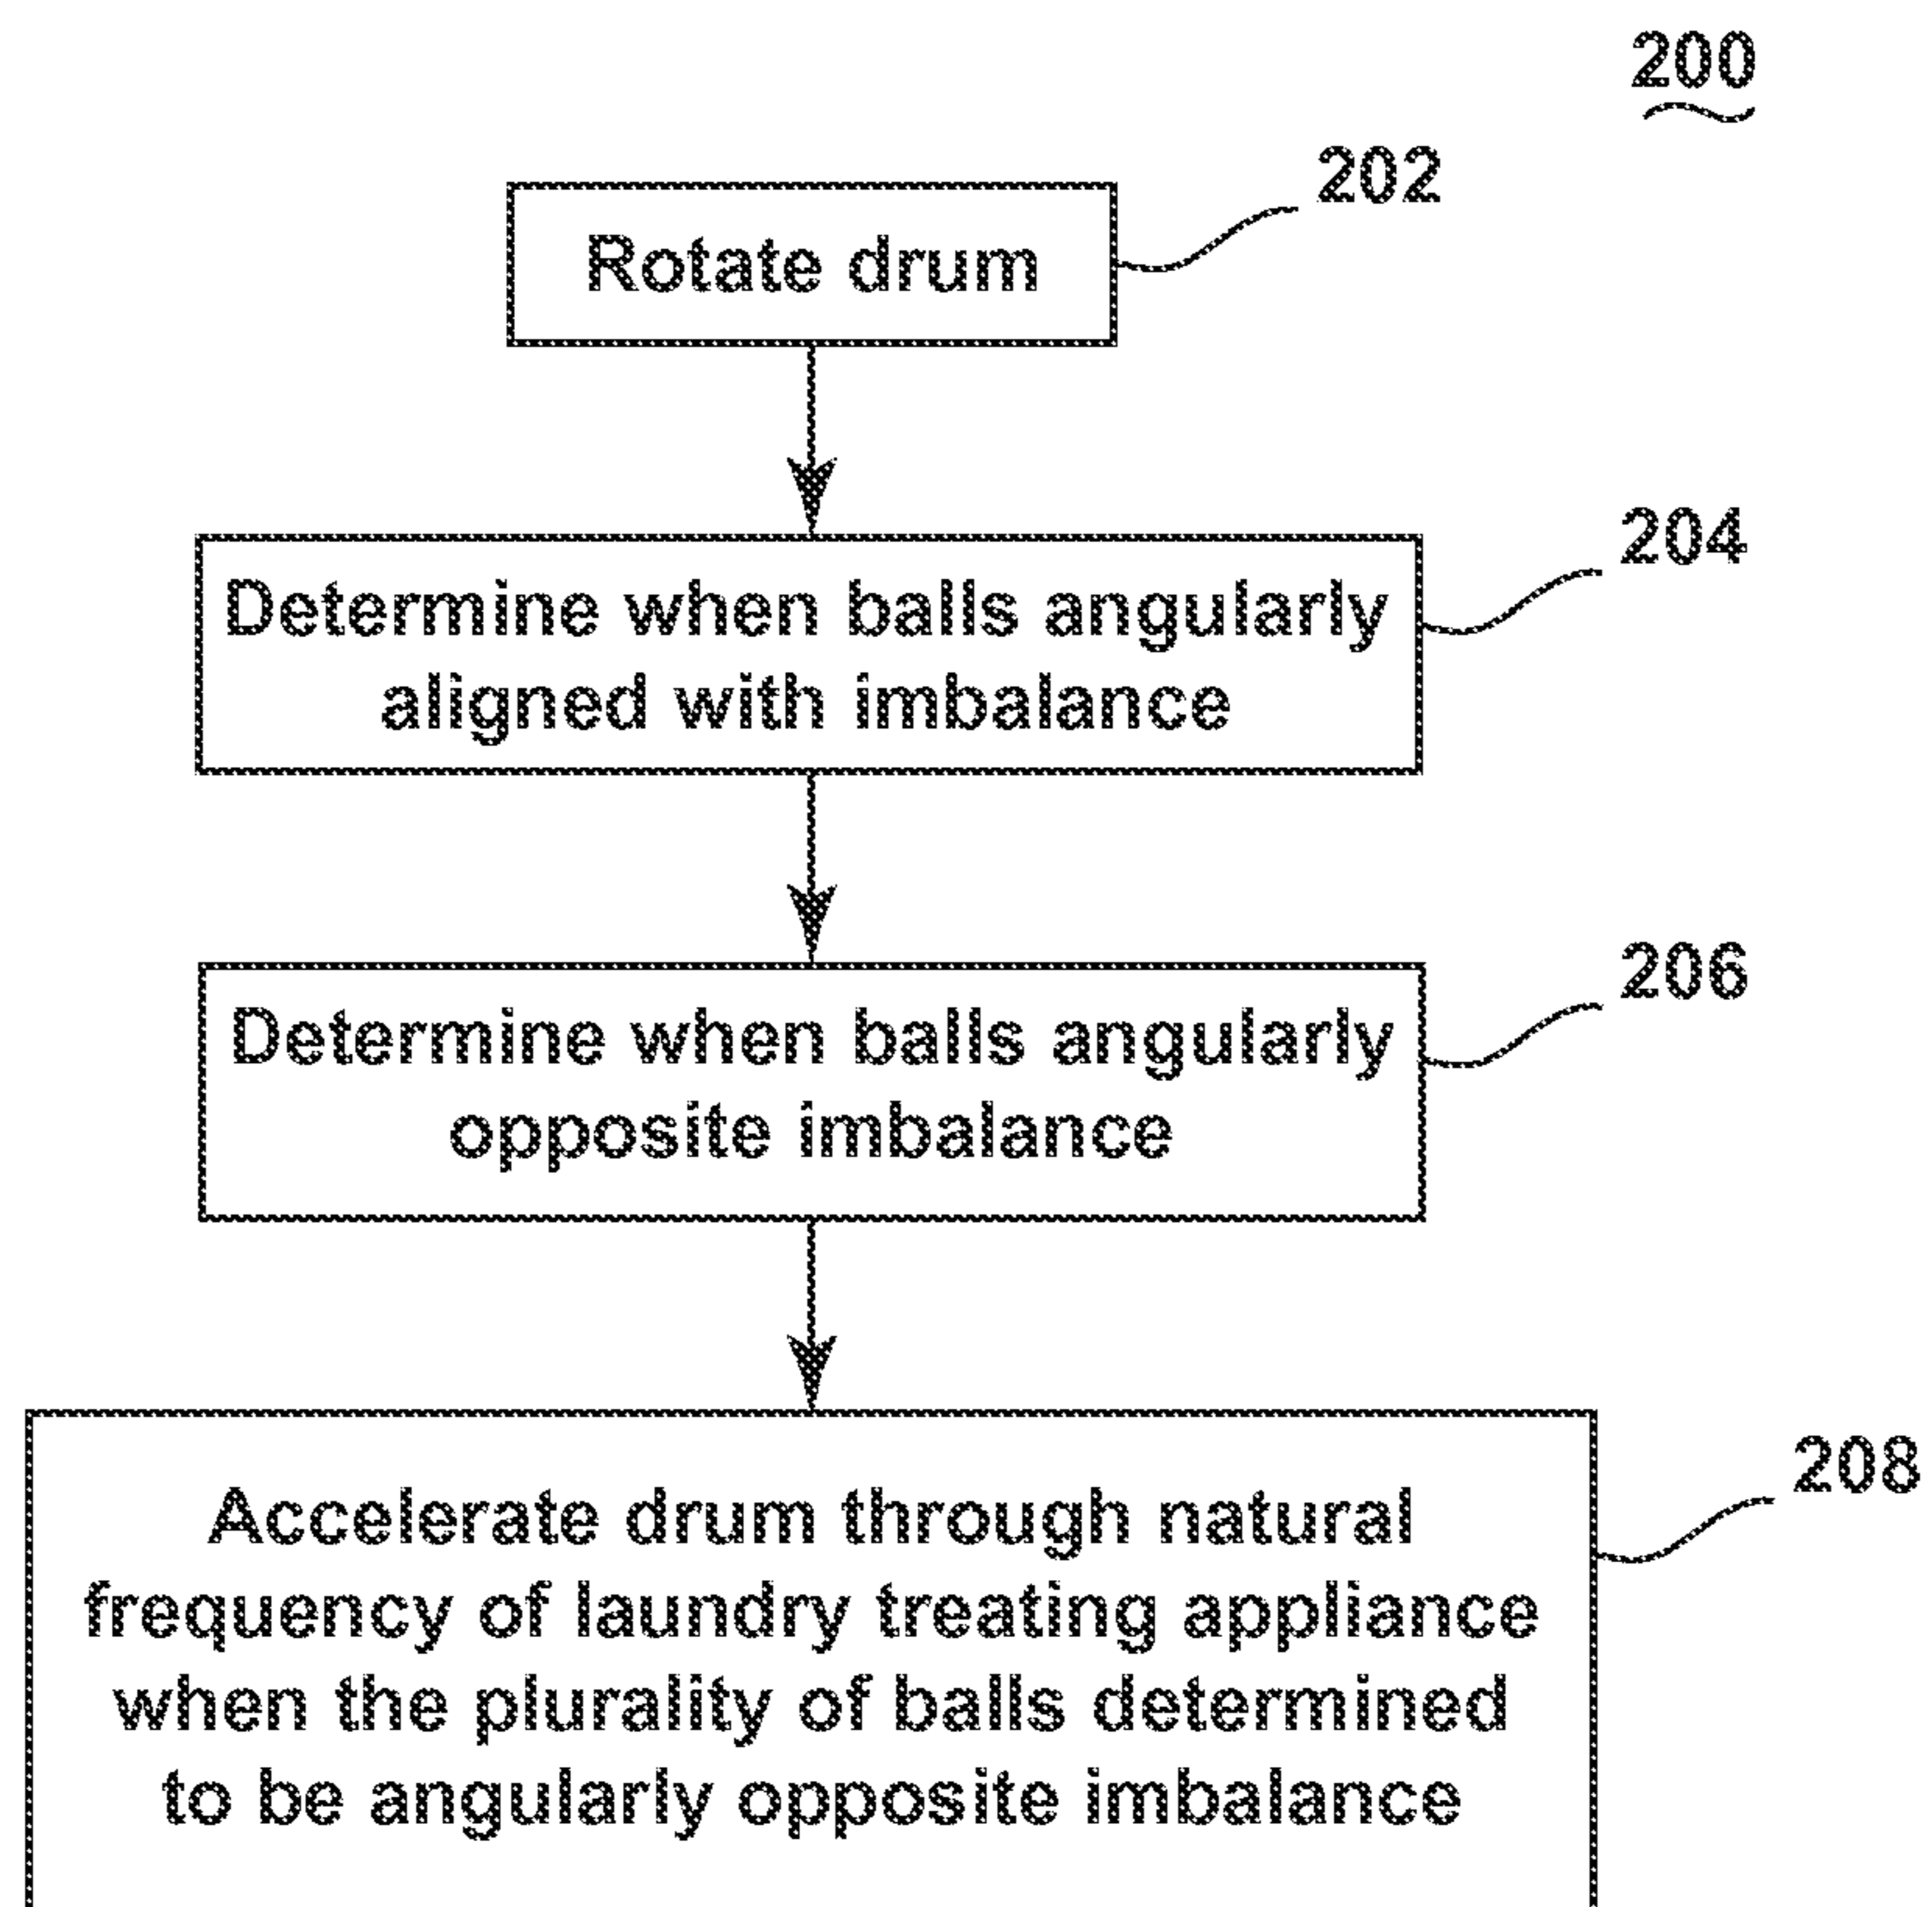 200
202
Rotate drum
204
Determine when balls angularly
aligned with imbalance
206
Determine when balls angularly
opposite imbalance
208
Accelerate drum through natural
frequency of laundry treating appliance
when the plurality of balls determined
to be angularly opposite imbalance